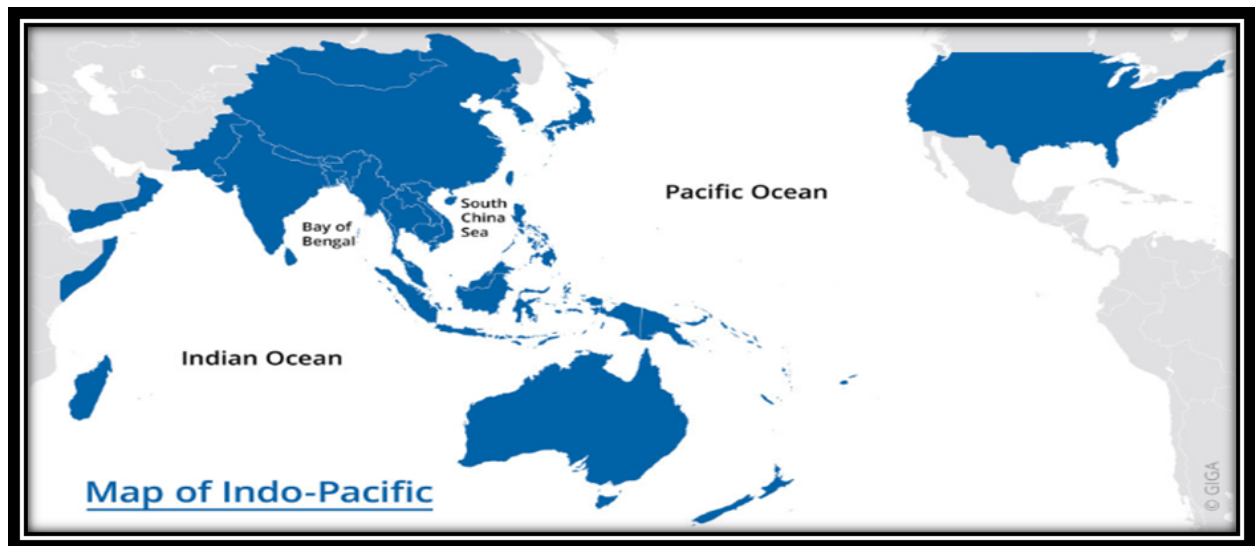 Pacific Ocean
South
China
Sea
Bay of
Bengal
Indian Ocean
Map of Indo-Pacific
© GIGA